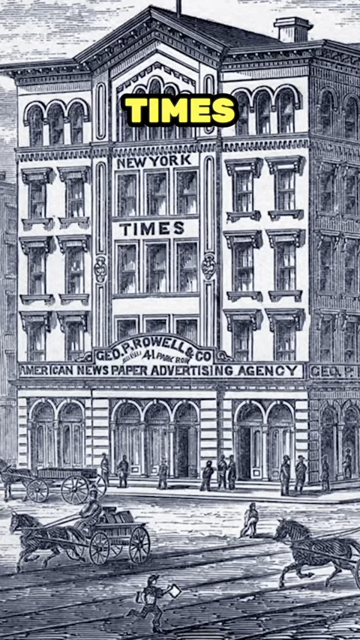 TIMES
NEW YORK
TIMES
GEO. P. ROWELL & CO
41 PARK ROW
AMERICAN NEWS PAPER ADVERTISING AGENCY
GEO. P.